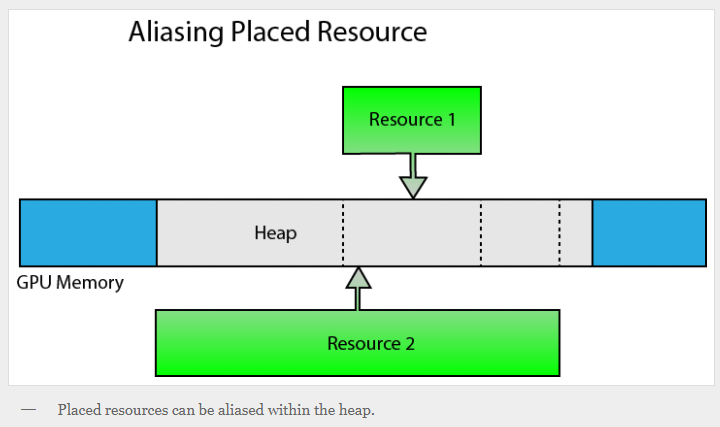 Aliasing Placed Resource
Resource 1
Heap
GPU Memory
Resource 2
— Placed resources can be aliased within the heap.